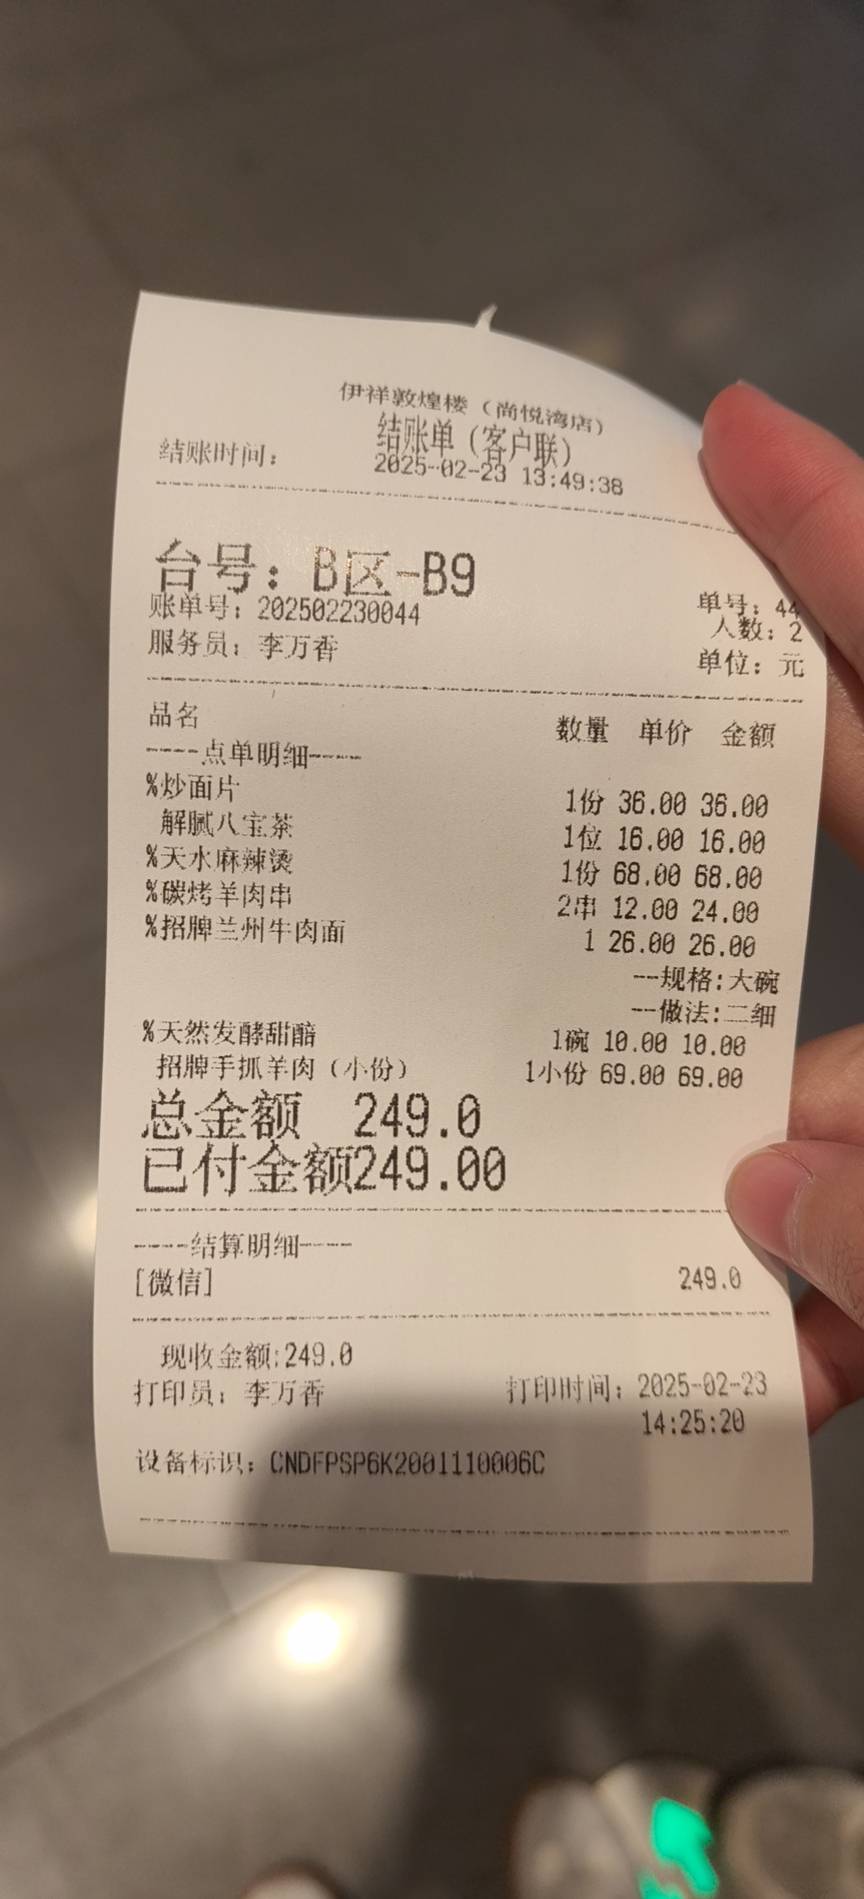 伊祥敦煌楼（尚悦湾店）
结账单（客户联）
结账时间： 2025-02-23 13:49:38
台号：B区-B9
账单号：202502230044 单号：44
人数：2
服务员：李万香 单位：元
品名 数量 单价 金额
----点单明细----
%炒面片 1份 36.00 36.00
解腻八宝茶 1位 16.00 16.00
%天水麻辣烫 1份 68.00 68.00
%碳烤羊肉串 2串 12.00 24.00
%招牌兰州牛肉面 1 26.00 26.00
--规格:大碗
--做法:二细
%天然发酵甜醅 1碗 10.00 10.00
招牌手抓羊肉（小份） 1小份 69.00 69.00
总金额 249.0
已付金额249.00
----结算明细----
[微信] 249.0
现收金额:249.0
打印员：李万香 打印时间：2025-02-23
14:25:20
设备标识：CNDFPSP6K2001110006C